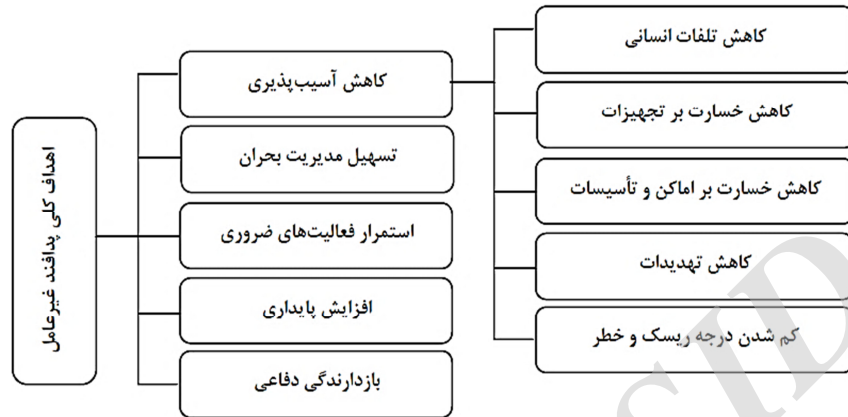 اهداف کلی پدافند غیرعامل
کاهش آسیب‌پذیری
تسهیل مدیریت بحران
استمرار فعالیت‌های ضروری
افزایش پایداری
بازدارندگی دفاعی
کاهش تلفات انسانی
کاهش خسارت بر تجهیزات
کاهش خسارت بر اماکن و تأسیسات
کاهش تهدیدات
کم شدن درجه ریسک و خطر
SID